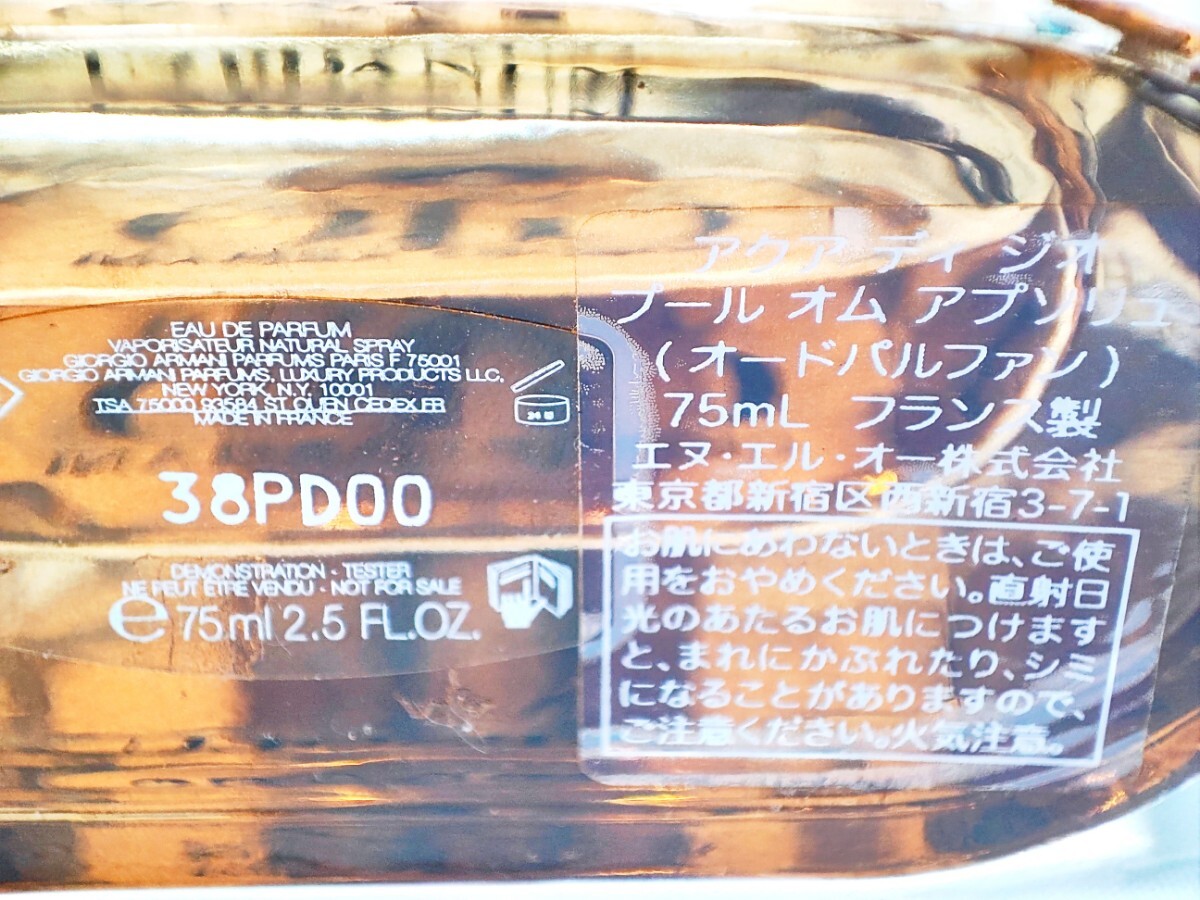 EAU DE PARFUM
VAPORISATEUR NATURAL SPRAY
GIORGIO ARMANI PARFUMS PARIS F 75001
GIORGIO ARMANI PARFUMS, LUXURY PRODUCTS LLC,
NEW YORK, N.Y. 10001
TSA 75000 93584 ST OUEN CEDEX FR
MADE IN FRANCE
38PD00
DEMONSTRATION - TESTER
NE PEUT ÊTRE VENDU - NOT FOR SALE
e 75 ml 2.5 FL.OZ.
アクア ディ ジオ
プール オム アプソリュ
(オードパルファン)
75mL フランス製
エヌ・エル・オー株式会社
東京都新宿区西新宿3-7-1
お肌にあわないときは、ご使
用をおやめください。直射日
光のあたるお肌につけます
と、まれにかぶれたり、シミ
になることがありますので、
ご注意ください。火気注意。